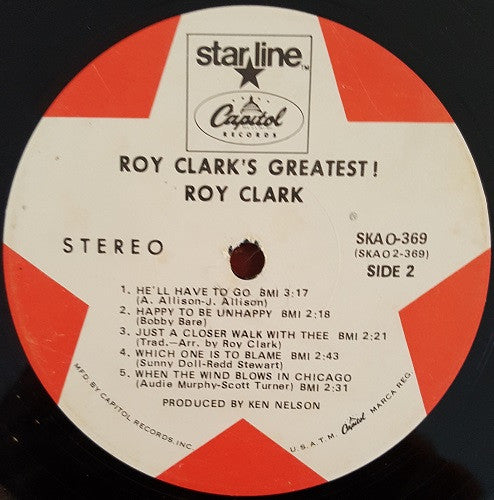 starline
TM
Capitol
RECORDS
ROY CLARK'S GREATEST!
ROY CLARK
STEREO
SKAO-369
(SKAO 2-369)
SIDE 2
1. HE'LL HAVE TO GO BMI 3:17
(A. Allison-J. Allison)
2. HAPPY TO BE UNHAPPY BMI 2:18
(Bobby Bare)
3. JUST A CLOSER WALK WITH THEE BMI 2:21
(Trad.—Arr. by Roy Clark)
4. WHICH ONE IS TO BLAME BMI 2:43
(Sunny Doll-Redd Stewart)
5. WHEN THE WIND BLOWS IN CHICAGO
(Audie Murphy-Scott Turner) BMI 2:31
PRODUCED BY KEN NELSON
MFD. BY CAPITOL RECORDS, INC.
U.S.A. T.M. Capitol MARCA REG.